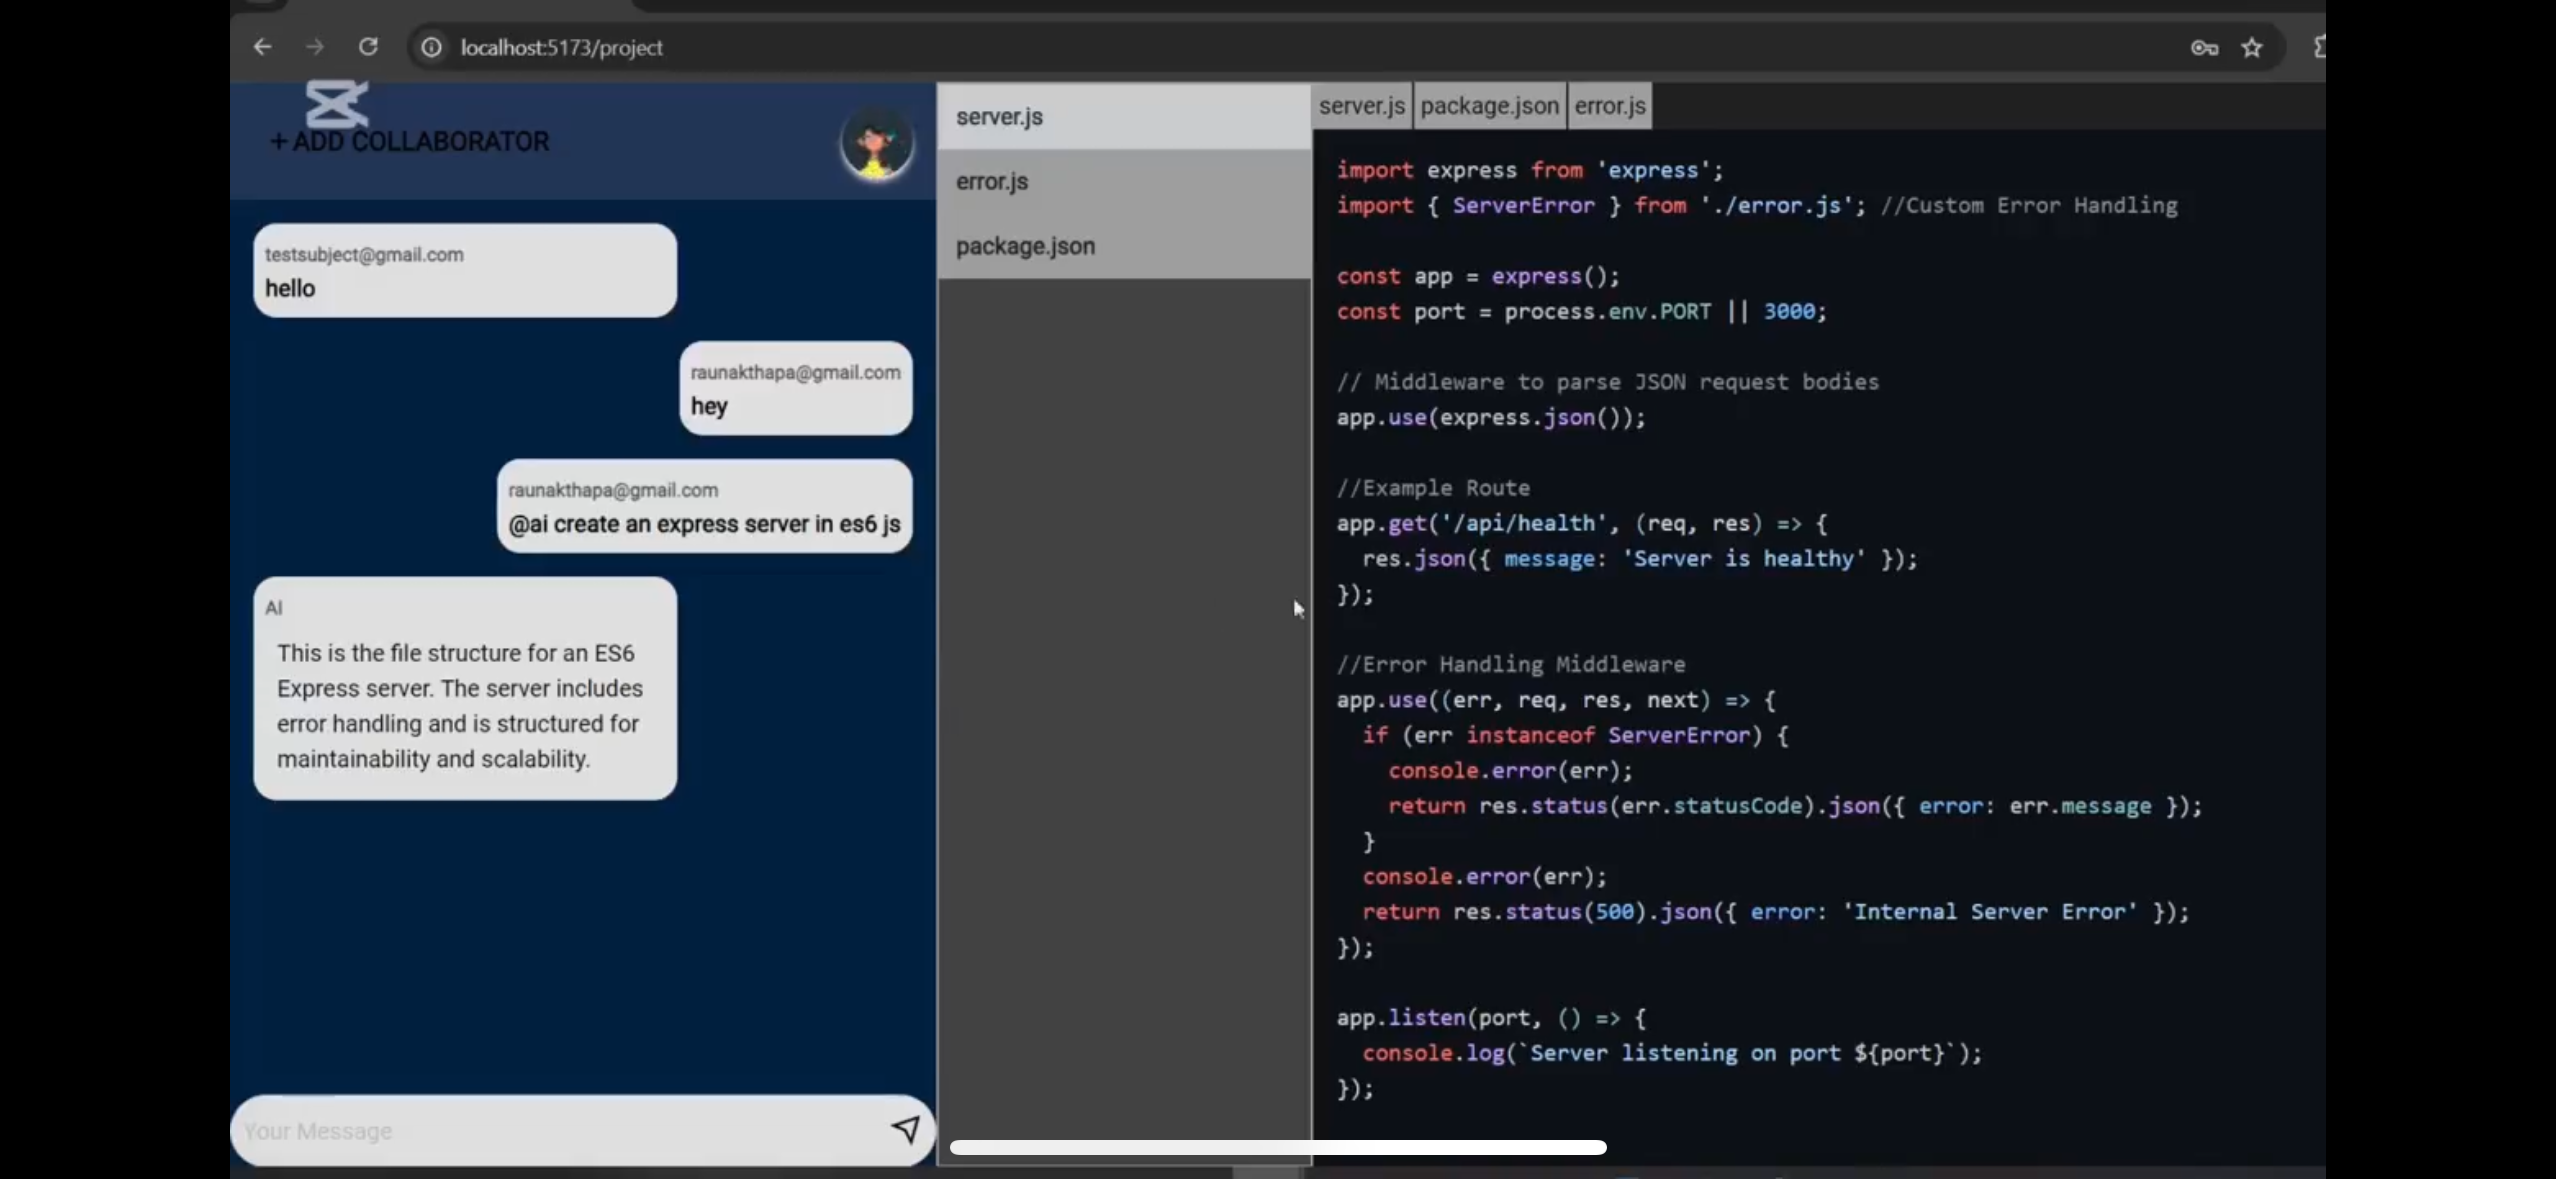 localhost:5173/project
+ ADD COLLABORATOR
testsubject@gmail.com
hello
raunakthapa@gmail.com
hey
raunakthapa@gmail.com
@ai create an express server in es6 js
AI
This is the file structure for an ES6
Express server. The server includes
error handling and is structured for
maintainability and scalability.
Your Message
server.js
error.js
package.json
server.js package.json error.js
import express from 'express';
import { ServerError } from './error.js'; //Custom Error Handling
const app = express();
const port = process.env.PORT || 3000;
// Middleware to parse JSON request bodies
app.use(express.json());
//Example Route
app.get('/api/health', (req, res) => {
  res.json({ message: 'Server is healthy' });
});
//Error Handling Middleware
app.use((err, req, res, next) => {
  if (err instanceof ServerError) {
    console.error(err);
    return res.status(err.statusCode).json({ error: err.message });
  }
  console.error(err);
  return res.status(500).json({ error: 'Internal Server Error' });
});
app.listen(port, () => {
  console.log(`Server listening on port ${port}`);
});